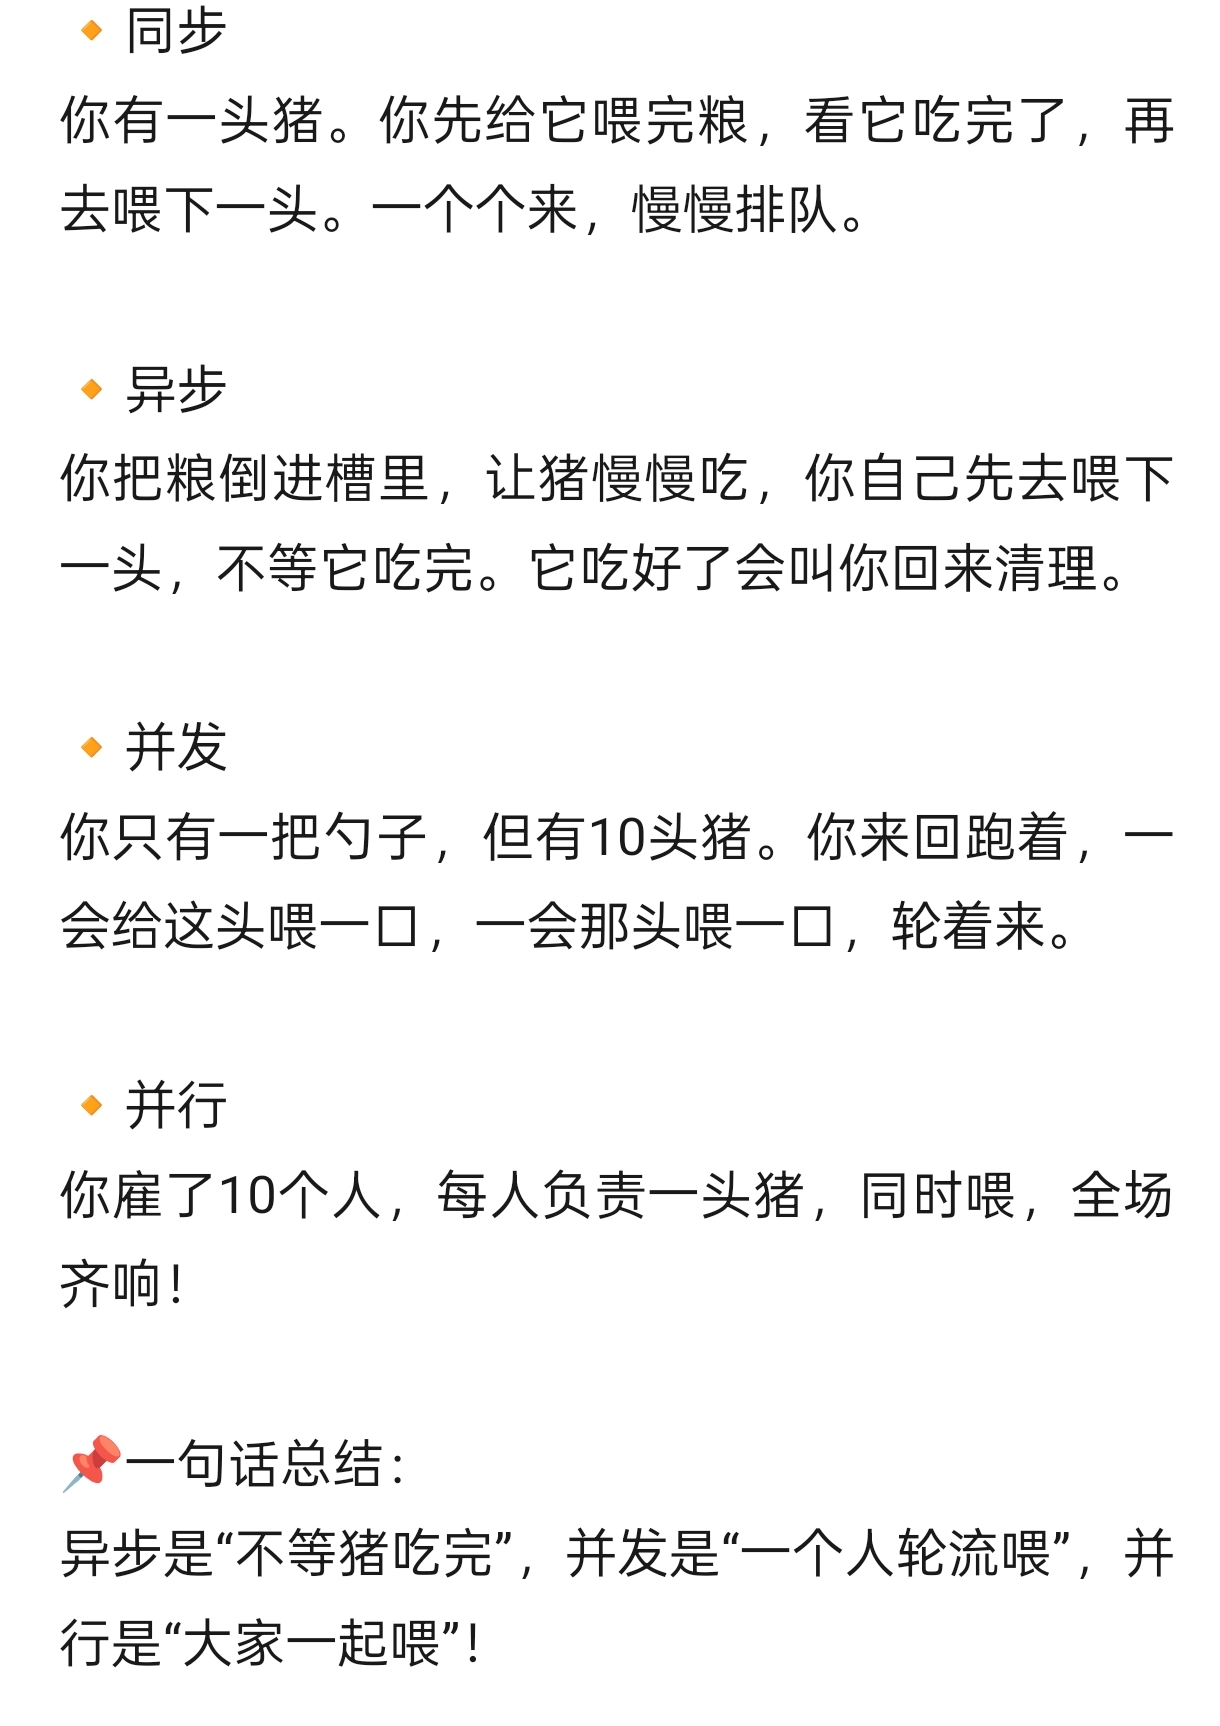 🔸同步
你有一头猪。你先给它喂完粮，看它吃完了，再
去喂下一头。一个个来，慢慢排队。
🔸异步
你把粮倒进槽里，让猪慢慢吃，你自己先去喂下
一头，不等它吃完。它吃好了会叫你回来清理。
🔸并发
你只有一把勺子，但有10头猪。你来回跑着，一
会给这头喂一口，一会那头喂一口，轮着来。
🔸并行
你雇了10个人，每人负责一头猪，同时喂，全场
齐响！
📌一句话总结：
异步是“不等猪吃完”，并发是“一个人轮流喂”，并
行是“大家一起喂”！